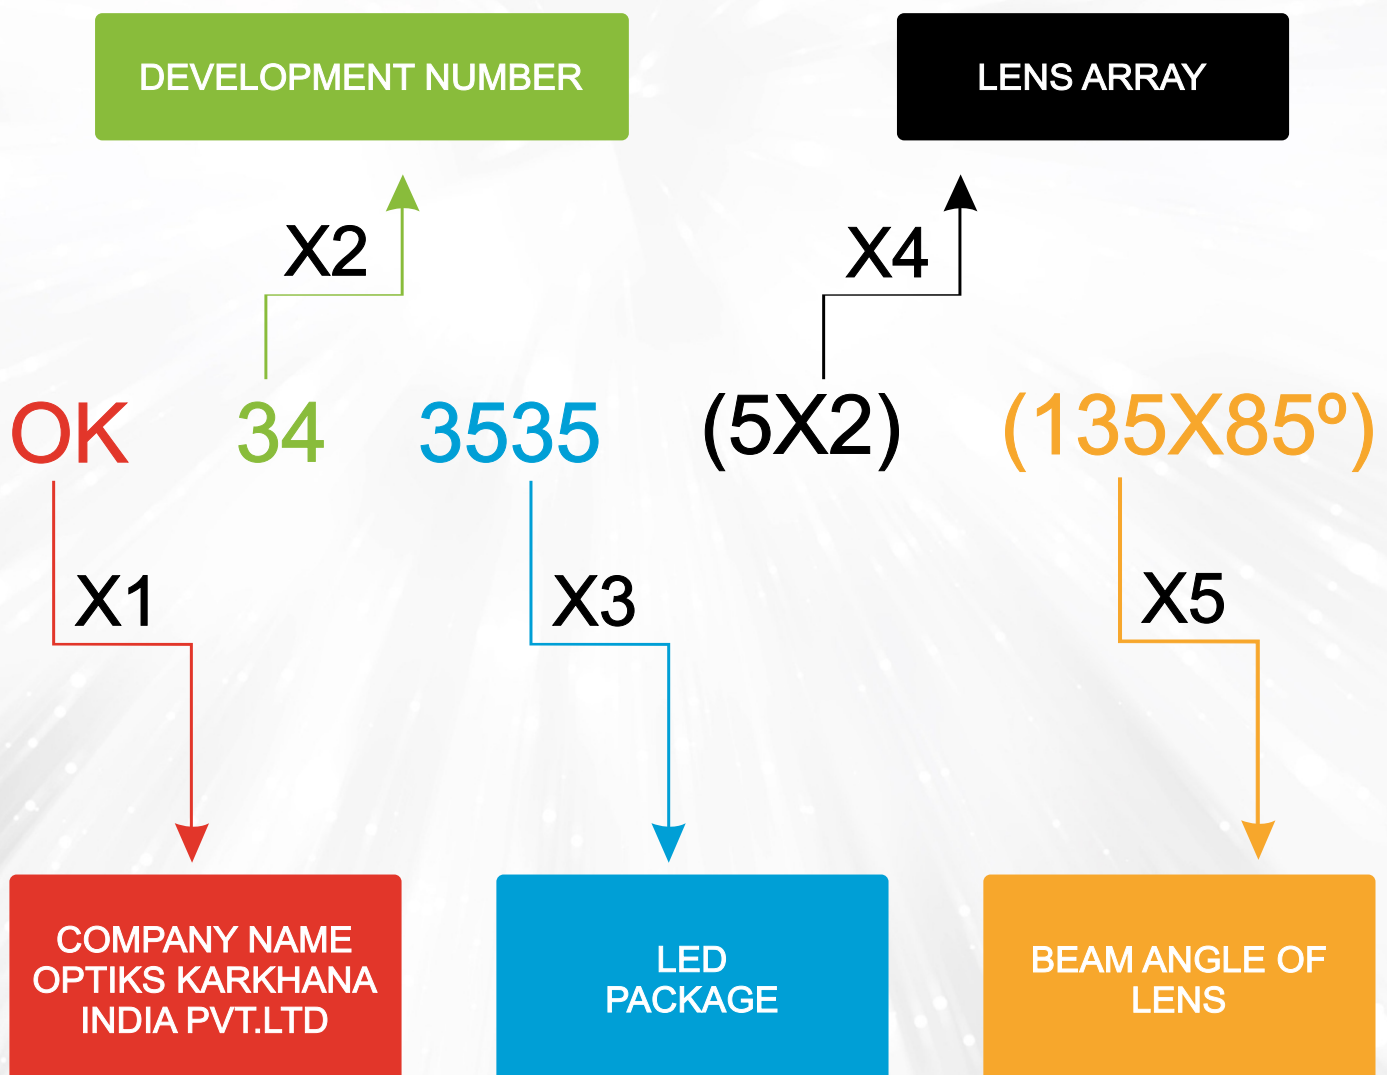 DEVELOPMENT NUMBER
LENS ARRAY
X2
X4
OK 34 3535 (5X2) (135X85º)
X1
X3
X5
COMPANY NAME
OPTIKS KARKHANA
INDIA PVT.LTD
LED
PACKAGE
BEAM ANGLE OF
LENS